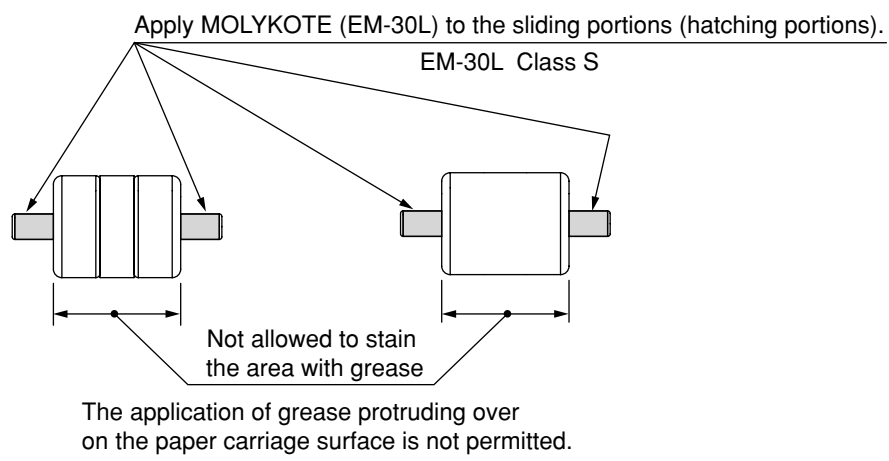 Apply MOLYKOTE (EM-30L) to the sliding portions (hatching portions).
EM-30L Class S
Not allowed to stain
the area with grease
The application of grease protruding over
on the paper carriage surface is not permitted.